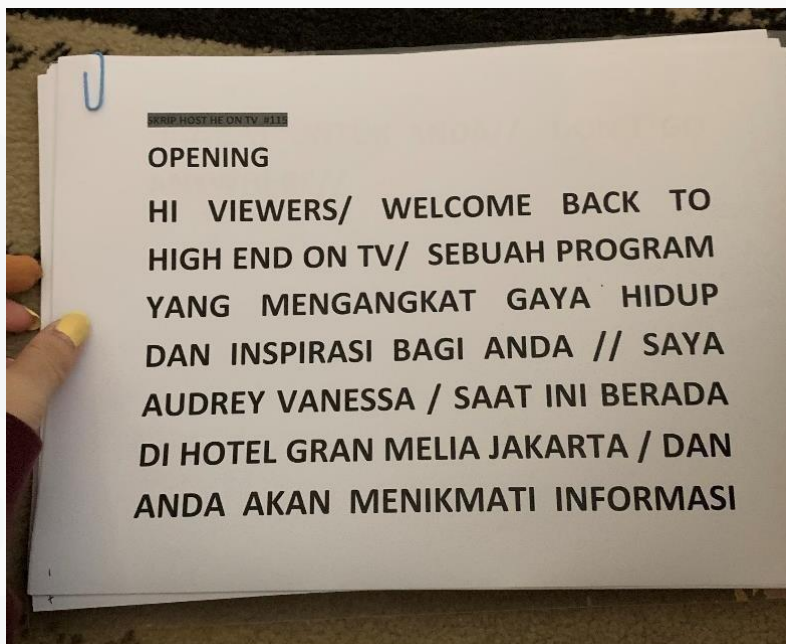 SKRIP HOST HE ON TV #115
OPENING
HI VIEWERS/ WELCOME BACK TO
HIGH END ON TV/ SEBUAH PROGRAM
YANG MENGANGKAT GAYA HIDUP
DAN INSPIRASI BAGI ANDA // SAYA
AUDREY VANESSA / SAAT INI BERADA
DI HOTEL GRAN MELIA JAKARTA / DAN
ANDA AKAN MENIKMATI INFORMASI